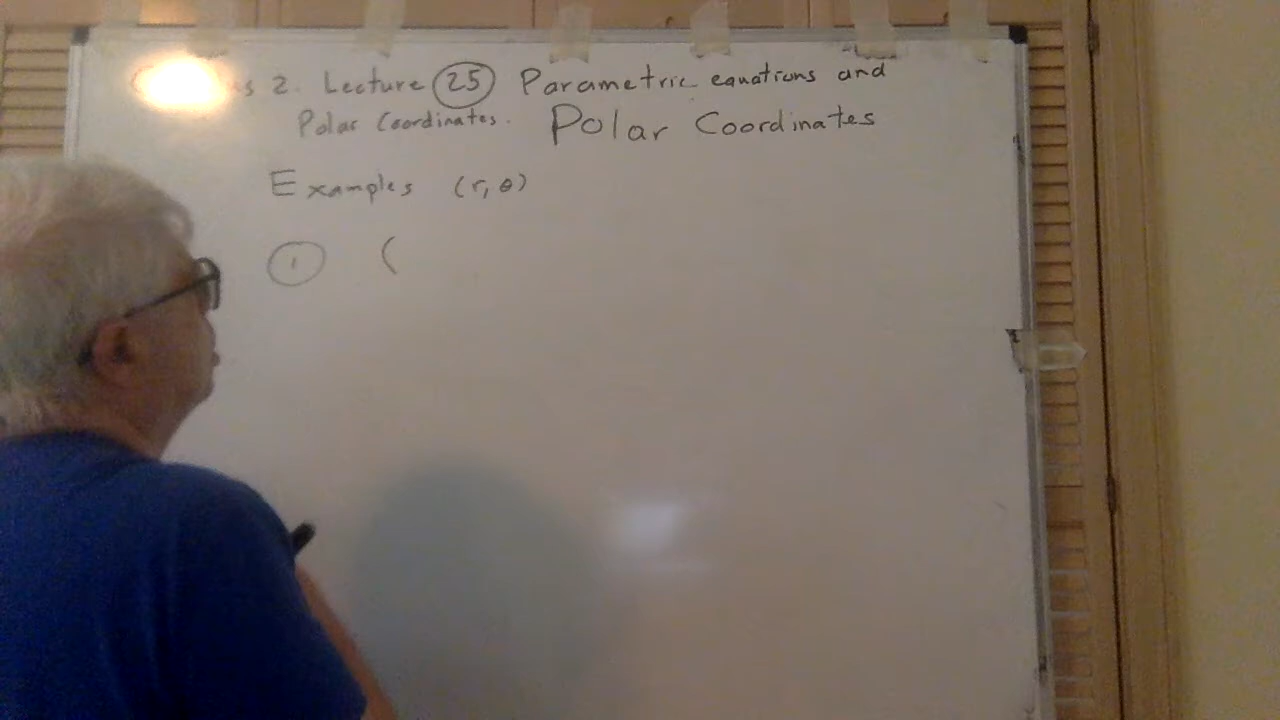 s 2. Lecture 25 Parametric equations and
Polar Coordinates. Polar Coordinates
Examples (r, θ)
1 (